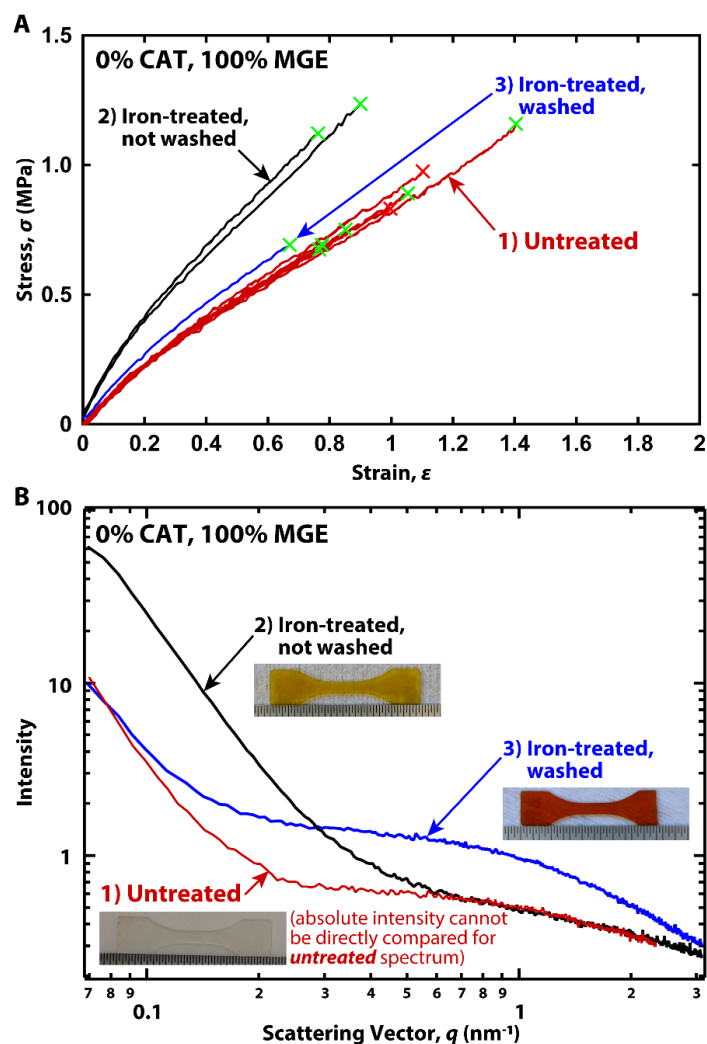 A
0% CAT, 100% MGE
2) Iron-treated,
not washed
3) Iron-treated,
washed
1) Untreated
Stress, σ (MPa)
1.5
1.0
0.5
0
0 0.2 0.4 0.6 0.8 1 1.2 1.4 1.6 1.8 2
Strain, ε
B
0% CAT, 100% MGE
2) Iron-treated,
not washed
3) Iron-treated,
washed
1) Untreated
(absolute intensity cannot
be directly compared for
untreated spectrum)
Intensity
100
10
1
7 8 9 0.1 2 3 4 5 6 7 8 9 1 2 3
Scattering Vector, q (nm⁻¹)